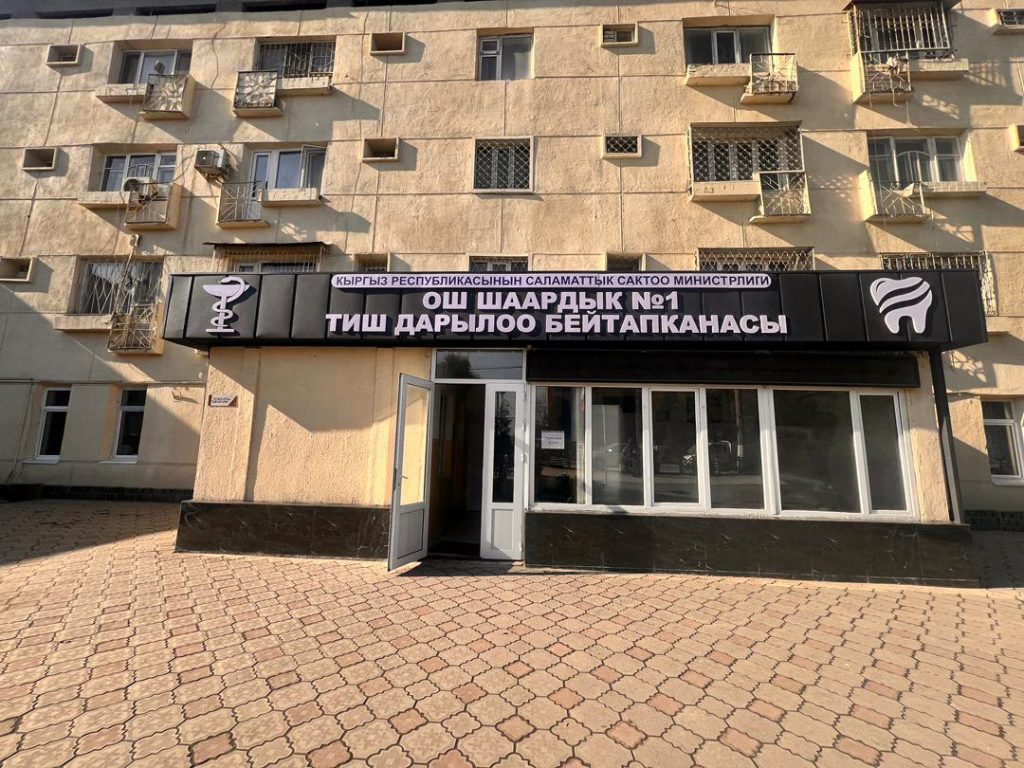 КЫРГЫЗ РЕСПУБЛИКАСЫНЫН САЛАМАТТЫК САКТОО МИНИСТРЛИГИ
ОШ ШААРДЫК №1
ТИШ ДАРЫЛОО БЕЙТАПКАНАСЫ